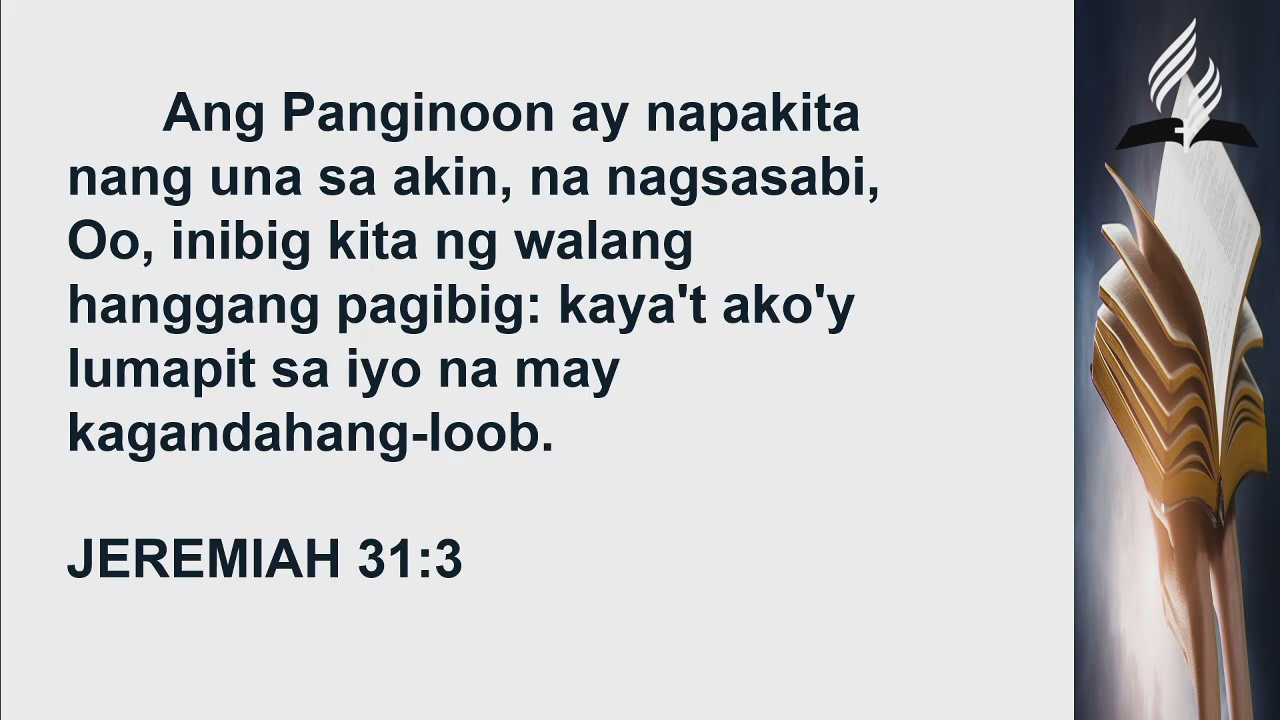 Ang Panginoon ay napakita
nang una sa akin, na nagsasabi,
Oo, inibig kita ng walang
hanggang pagibig: kaya't ako'y
lumapit sa iyo na may
kagandahang-loob.
JEREMIAH 31:3